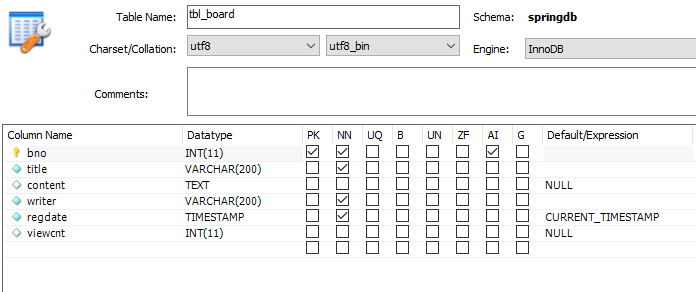 Table Name: tbl_board Schema: springdb
Charset/Collation: utf8 utf8_bin Engine: InnoDB
Comments:
Column Name Datatype PK NN UQ B UN ZF AI G Default/Expression
bno INT(11)
title VARCHAR(200)
content TEXT NULL
writer VARCHAR(200)
regdate TIMESTAMP CURRENT_TIMESTAMP
viewcnt INT(11) NULL